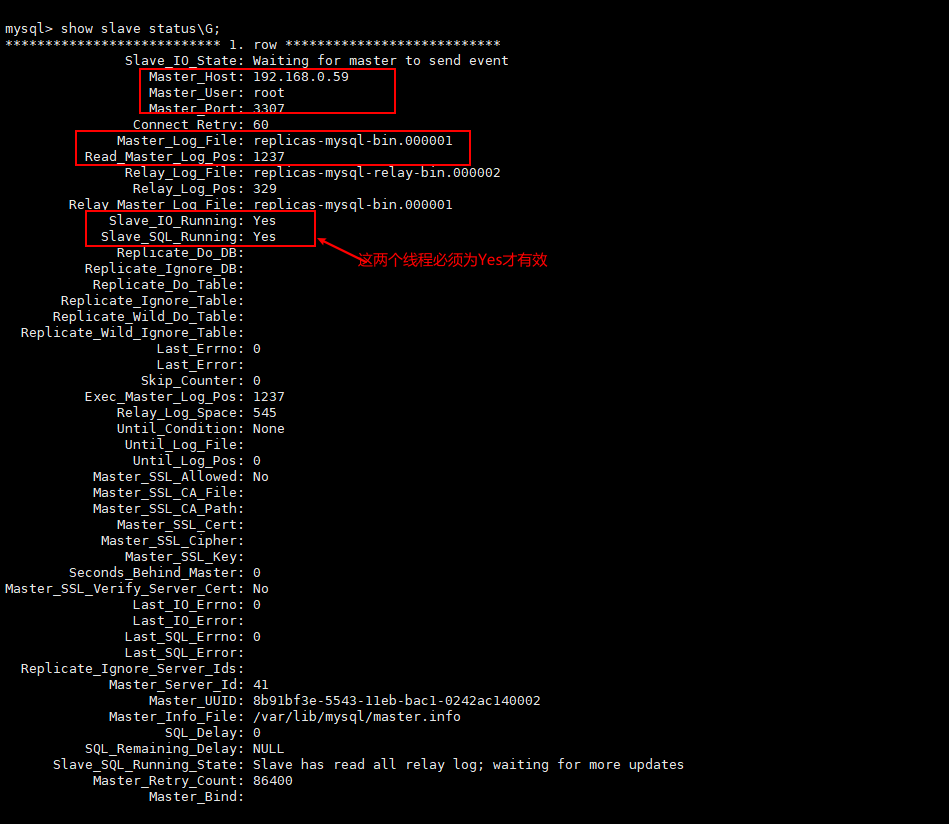 mysql> show slave status\G;
*************************** 1. row ***************************
Slave_IO_State: Waiting for master to send event
Master_Host: 192.168.0.59
Master_User: root
Master_Port: 3307
Connect_Retry: 60
Master_Log_File: replicas-mysql-bin.000001
Read_Master_Log_Pos: 1237
Relay_Log_File: replicas-mysql-relay-bin.000002
Relay_Log_Pos: 329
Relay_Master_Log_File: replicas-mysql-bin.000001
Slave_IO_Running: Yes
Slave_SQL_Running: Yes
Replicate_Do_DB:
这两个线程必须为Yes才有效
Replicate_Ignore_DB:
Replicate_Do_Table:
Replicate_Ignore_Table:
Replicate_Wild_Do_Table:
Replicate_Wild_Ignore_Table:
Last_Errno: 0
Last_Error:
Skip_Counter: 0
Exec_Master_Log_Pos: 1237
Relay_Log_Space: 545
Until_Condition: None
Until_Log_File:
Until_Log_Pos: 0
Master_SSL_Allowed: No
Master_SSL_CA_File:
Master_SSL_CA_Path:
Master_SSL_Cert:
Master_SSL_Cipher:
Master_SSL_Key:
Seconds_Behind_Master: 0
Master_SSL_Verify_Server_Cert: No
Last_IO_Errno: 0
Last_IO_Error:
Last_SQL_Errno: 0
Last_SQL_Error:
Replicate_Ignore_Server_Ids:
Master_Server_Id: 41
Master_UUID: 8b91bf3e-5543-11eb-bac1-0242ac140002
Master_Info_File: /var/lib/mysql/master.info
SQL_Delay: 0
SQL_Remaining_Delay: NULL
Slave_SQL_Running_State: Slave has read all relay log; waiting for more updates
Master_Retry_Count: 86400
Master_Bind: